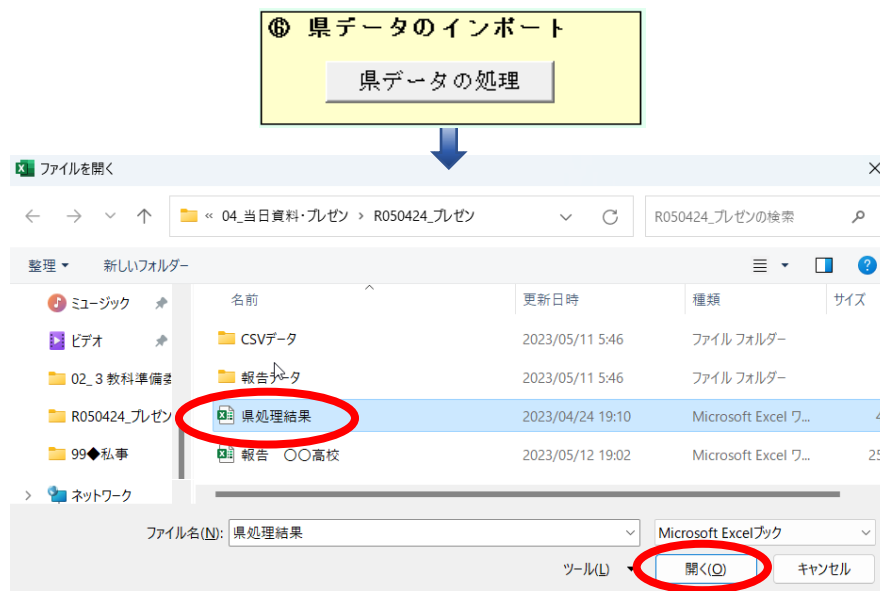 ⑥ 県データのインポート
県データの処理
ファイルを開く
« 04_当日資料・プレゼン › R050424_プレゼン
R050424_プレゼンの検索
整理 新しいフォルダー
名前 更新日時 種類 サイズ
ミュージック
ビデオ
02_３教科準備委
R050424_プレゼン
99◆私事
ネットワーク
CSVデータ 2023/05/11 5:46 ファイル フォルダー
報告データ 2023/05/11 5:46 ファイル フォルダー
県処理結果 2023/04/24 19:10 Microsoft Excel ワ... 4
報告　〇〇高校 2023/05/12 19:02 Microsoft Excel ワ... 25
ファイル名(N): 県処理結果 Microsoft Excelブック
ツール(L) 開く(O) キャンセル